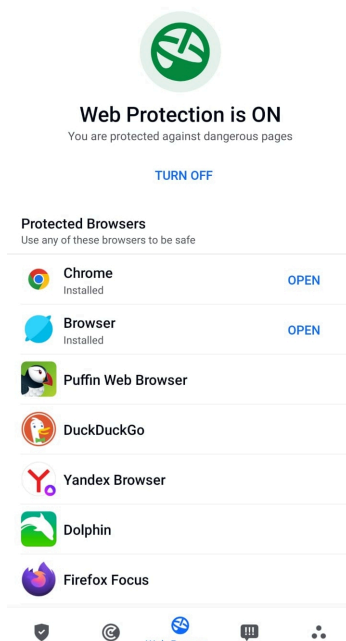 Web Protection is ON
You are protected against dangerous pages
TURN OFF
Protected Browsers
Use any of these browsers to be safe
Chrome
Installed
OPEN
Browser
Installed
OPEN
Puffin Web Browser
DuckDuckGo
Yandex Browser
Dolphin
Firefox Focus